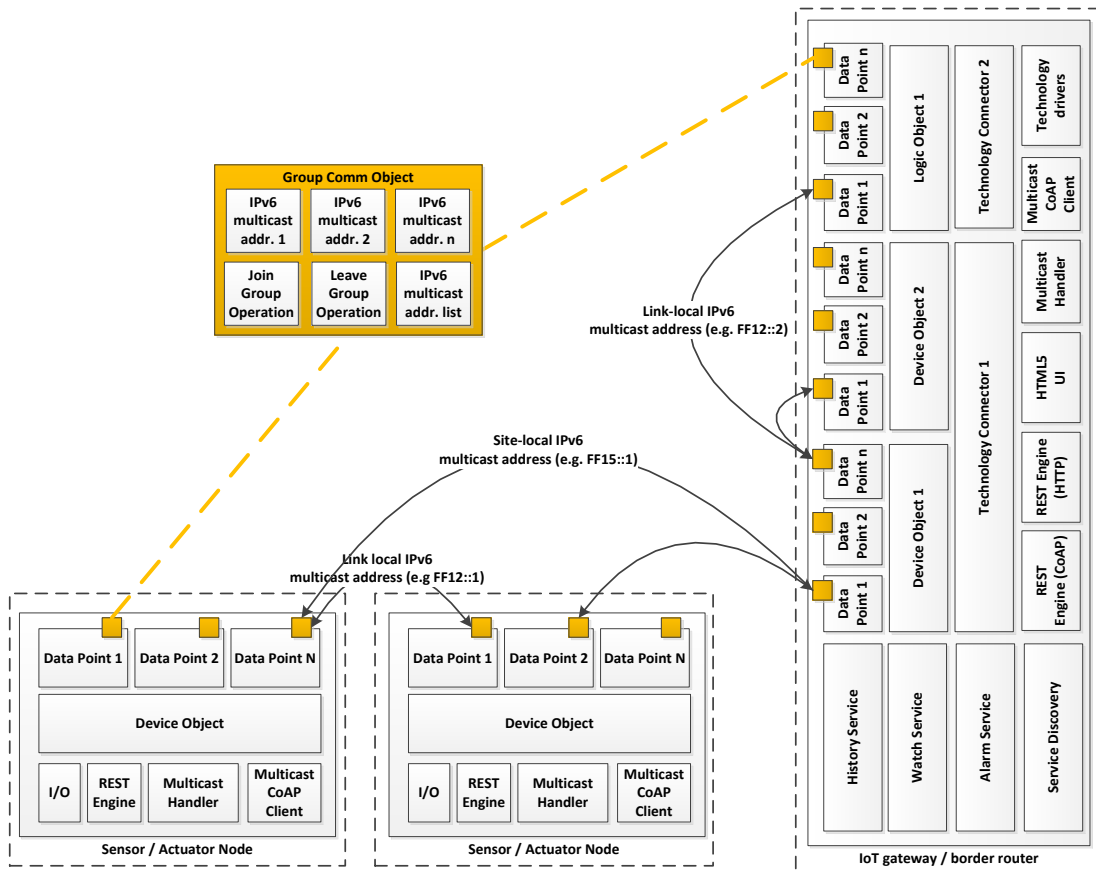 Group Comm Object
IPv6
multicast
addr. 1
IPv6
multicast
addr. 2
IPv6
multicast
addr. n
Join
Group
Operation
Leave
Group
Operation
IPv6
multicast
addr. list
Link-local IPv6
multicast address (e.g. FF12::2)
Site-local IPv6
multicast address (e.g. FF15::1)
Link local IPv6
multicast address (e.g FF12::1)
Data Point 1
Data Point 2
Data Point N
Device Object
I/O
REST
Engine
Multicast
Handler
Multicast
CoAP
Client
Sensor / Actuator Node
Data Point 1
Data Point 2
Data Point N
Device Object
I/O
REST
Engine
Multicast
Handler
Multicast
CoAP
Client
Sensor / Actuator Node
Data
Point n
Data
Point 2
Data
Point 1
Logic Object 1
Technology Connector 2
Technology
drivers
Multicast
CoAP
Client
Data
Point n
Data
Point 2
Data
Point 1
Device Object 2
Technology Connector 1
Multicast
Handler
HTML5
UI
Data
Point n
Data
Point 2
Data
Point 1
Device Object 1
REST Engine
(HTTP)
REST
Engine (CoAP)
History Service
Watch Service
Alarm Service
Service Discovery
IoT gateway / border router